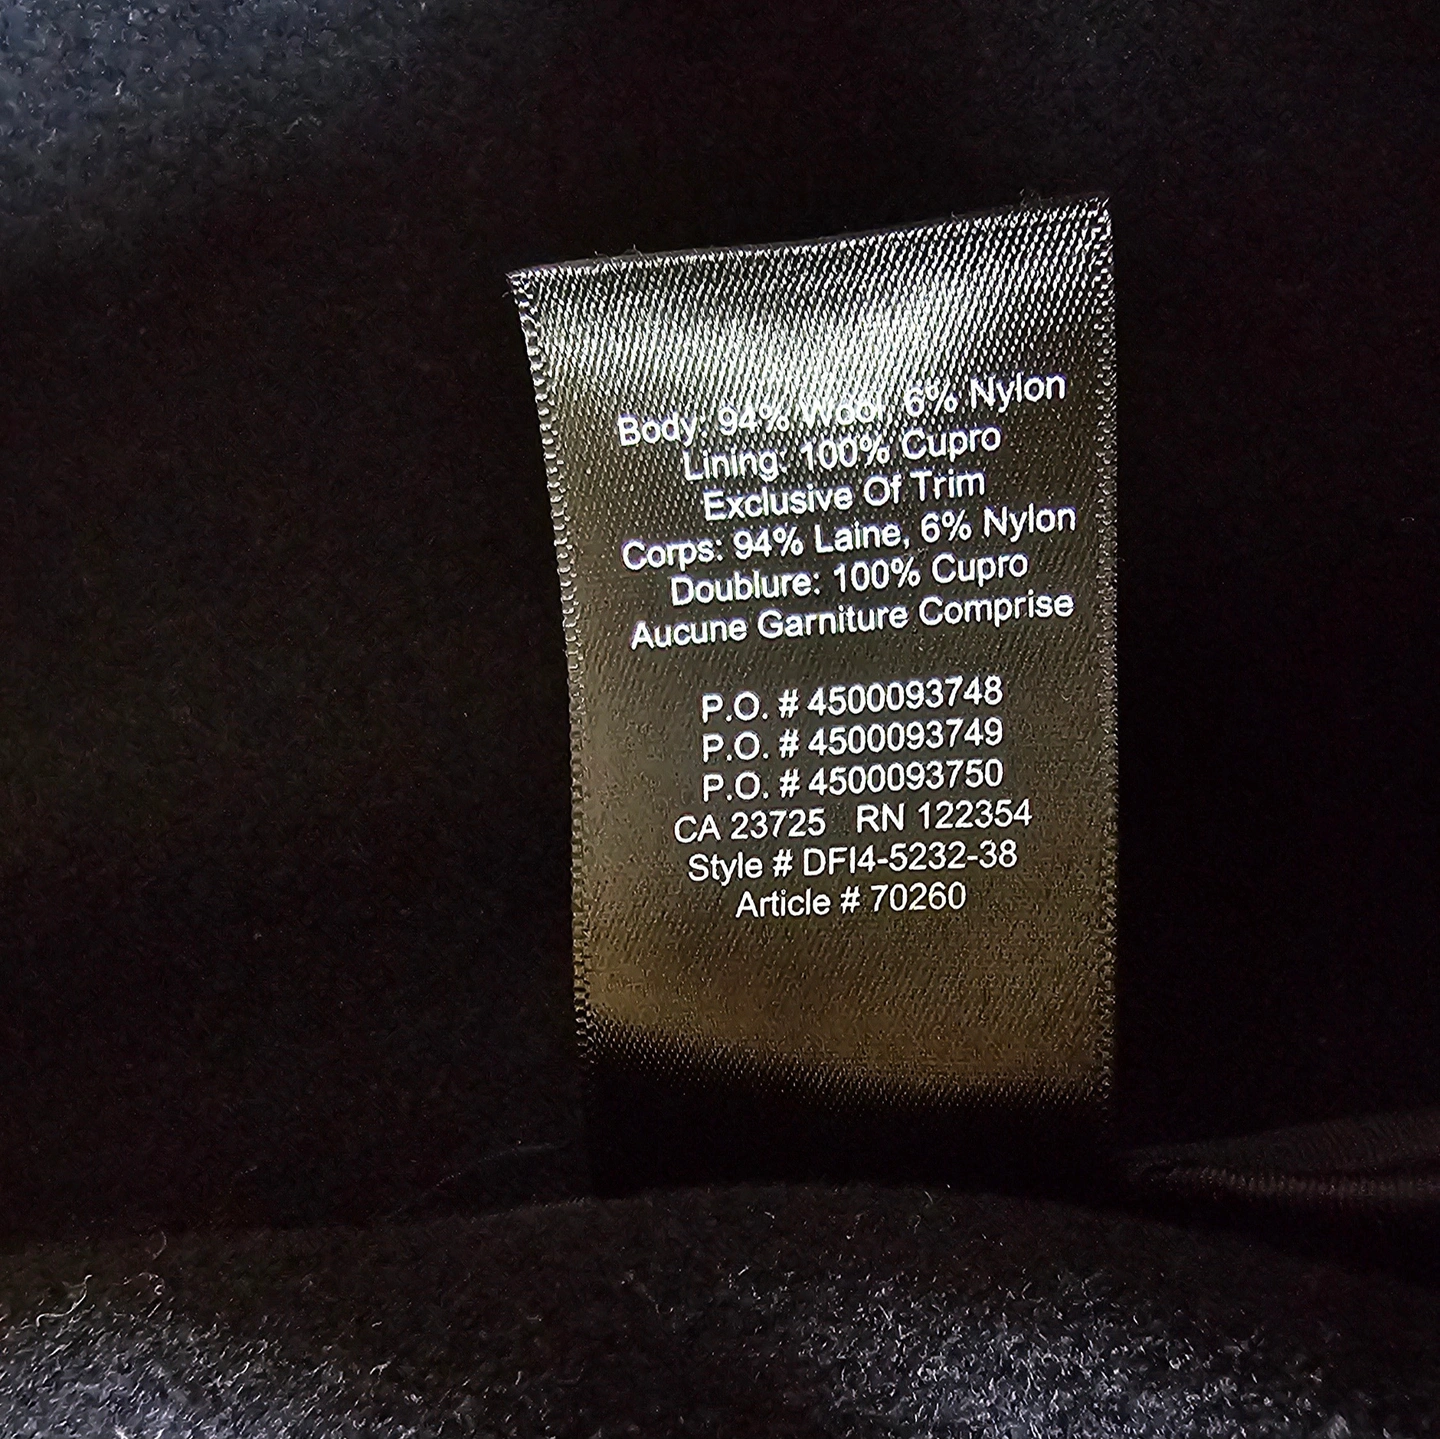 Body: 94% Wool, 6% Nylon
Lining: 100% Cupro
Exclusive Of Trim
Corps: 94% Laine, 6% Nylon
Doublure: 100% Cupro
Aucune Garniture Comprise
P.O. # 4500093748
P.O. # 4500093749
P.O. # 4500093750
CA 23725 RN 122354
Style # DFI4-5232-38
Article # 70260